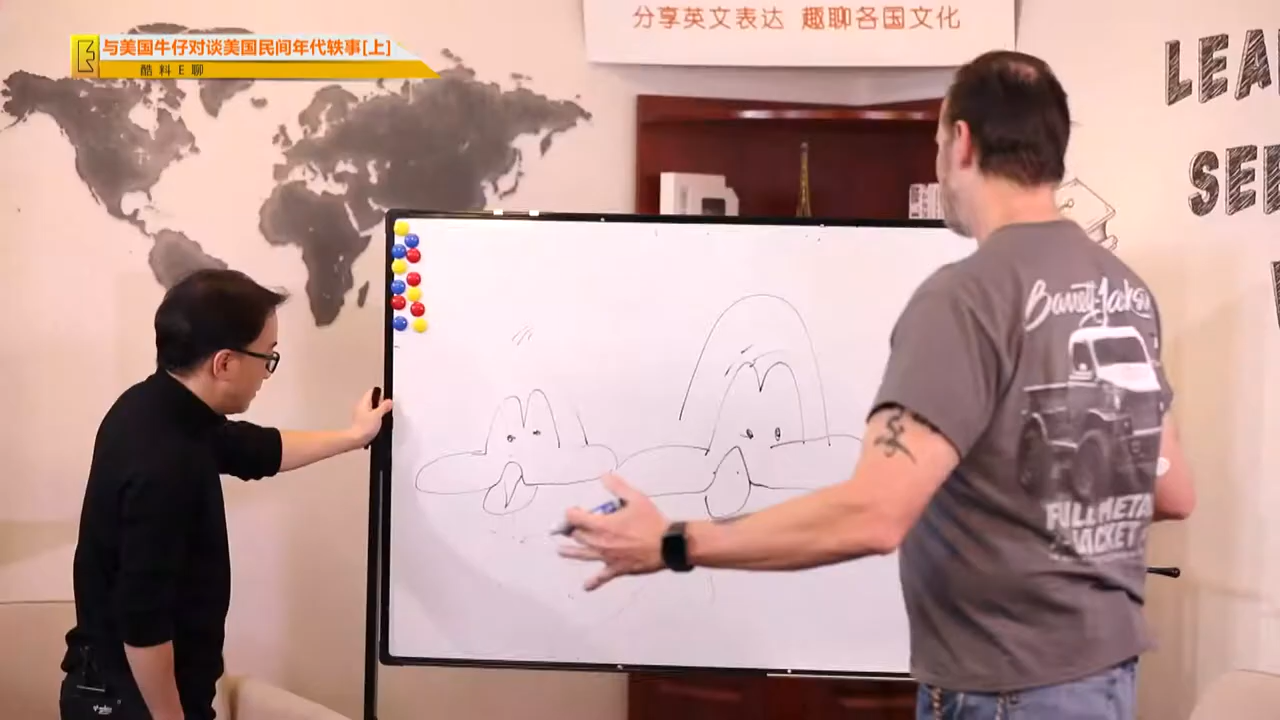 分享英文表达 趣聊各国文化
与美国牛仔对谈美国民间年代轶事[上]
酷料E聊
LEA
SEE
Barrett-Jackson
FULL METAL
JACKET